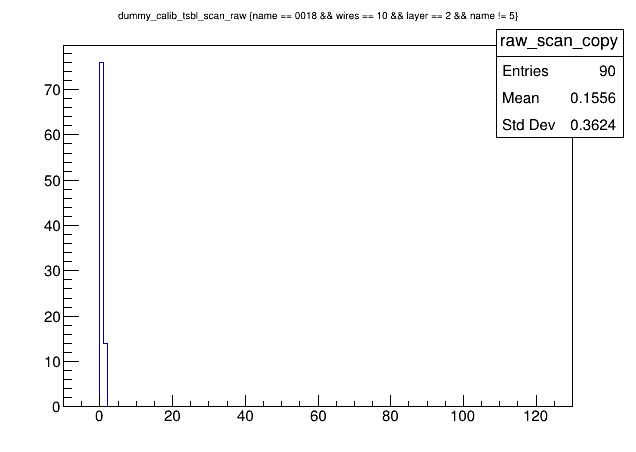 dummy_calib_tsbl_scan_raw {name == 0018 && wires == 10 && layer == 2 && name != 5}
raw_scan_copy
Entries 90
Mean 0.1556
Std Dev 0.3624
70
60
50
40
30
20
10
0
0 20 40 60 80 100 120